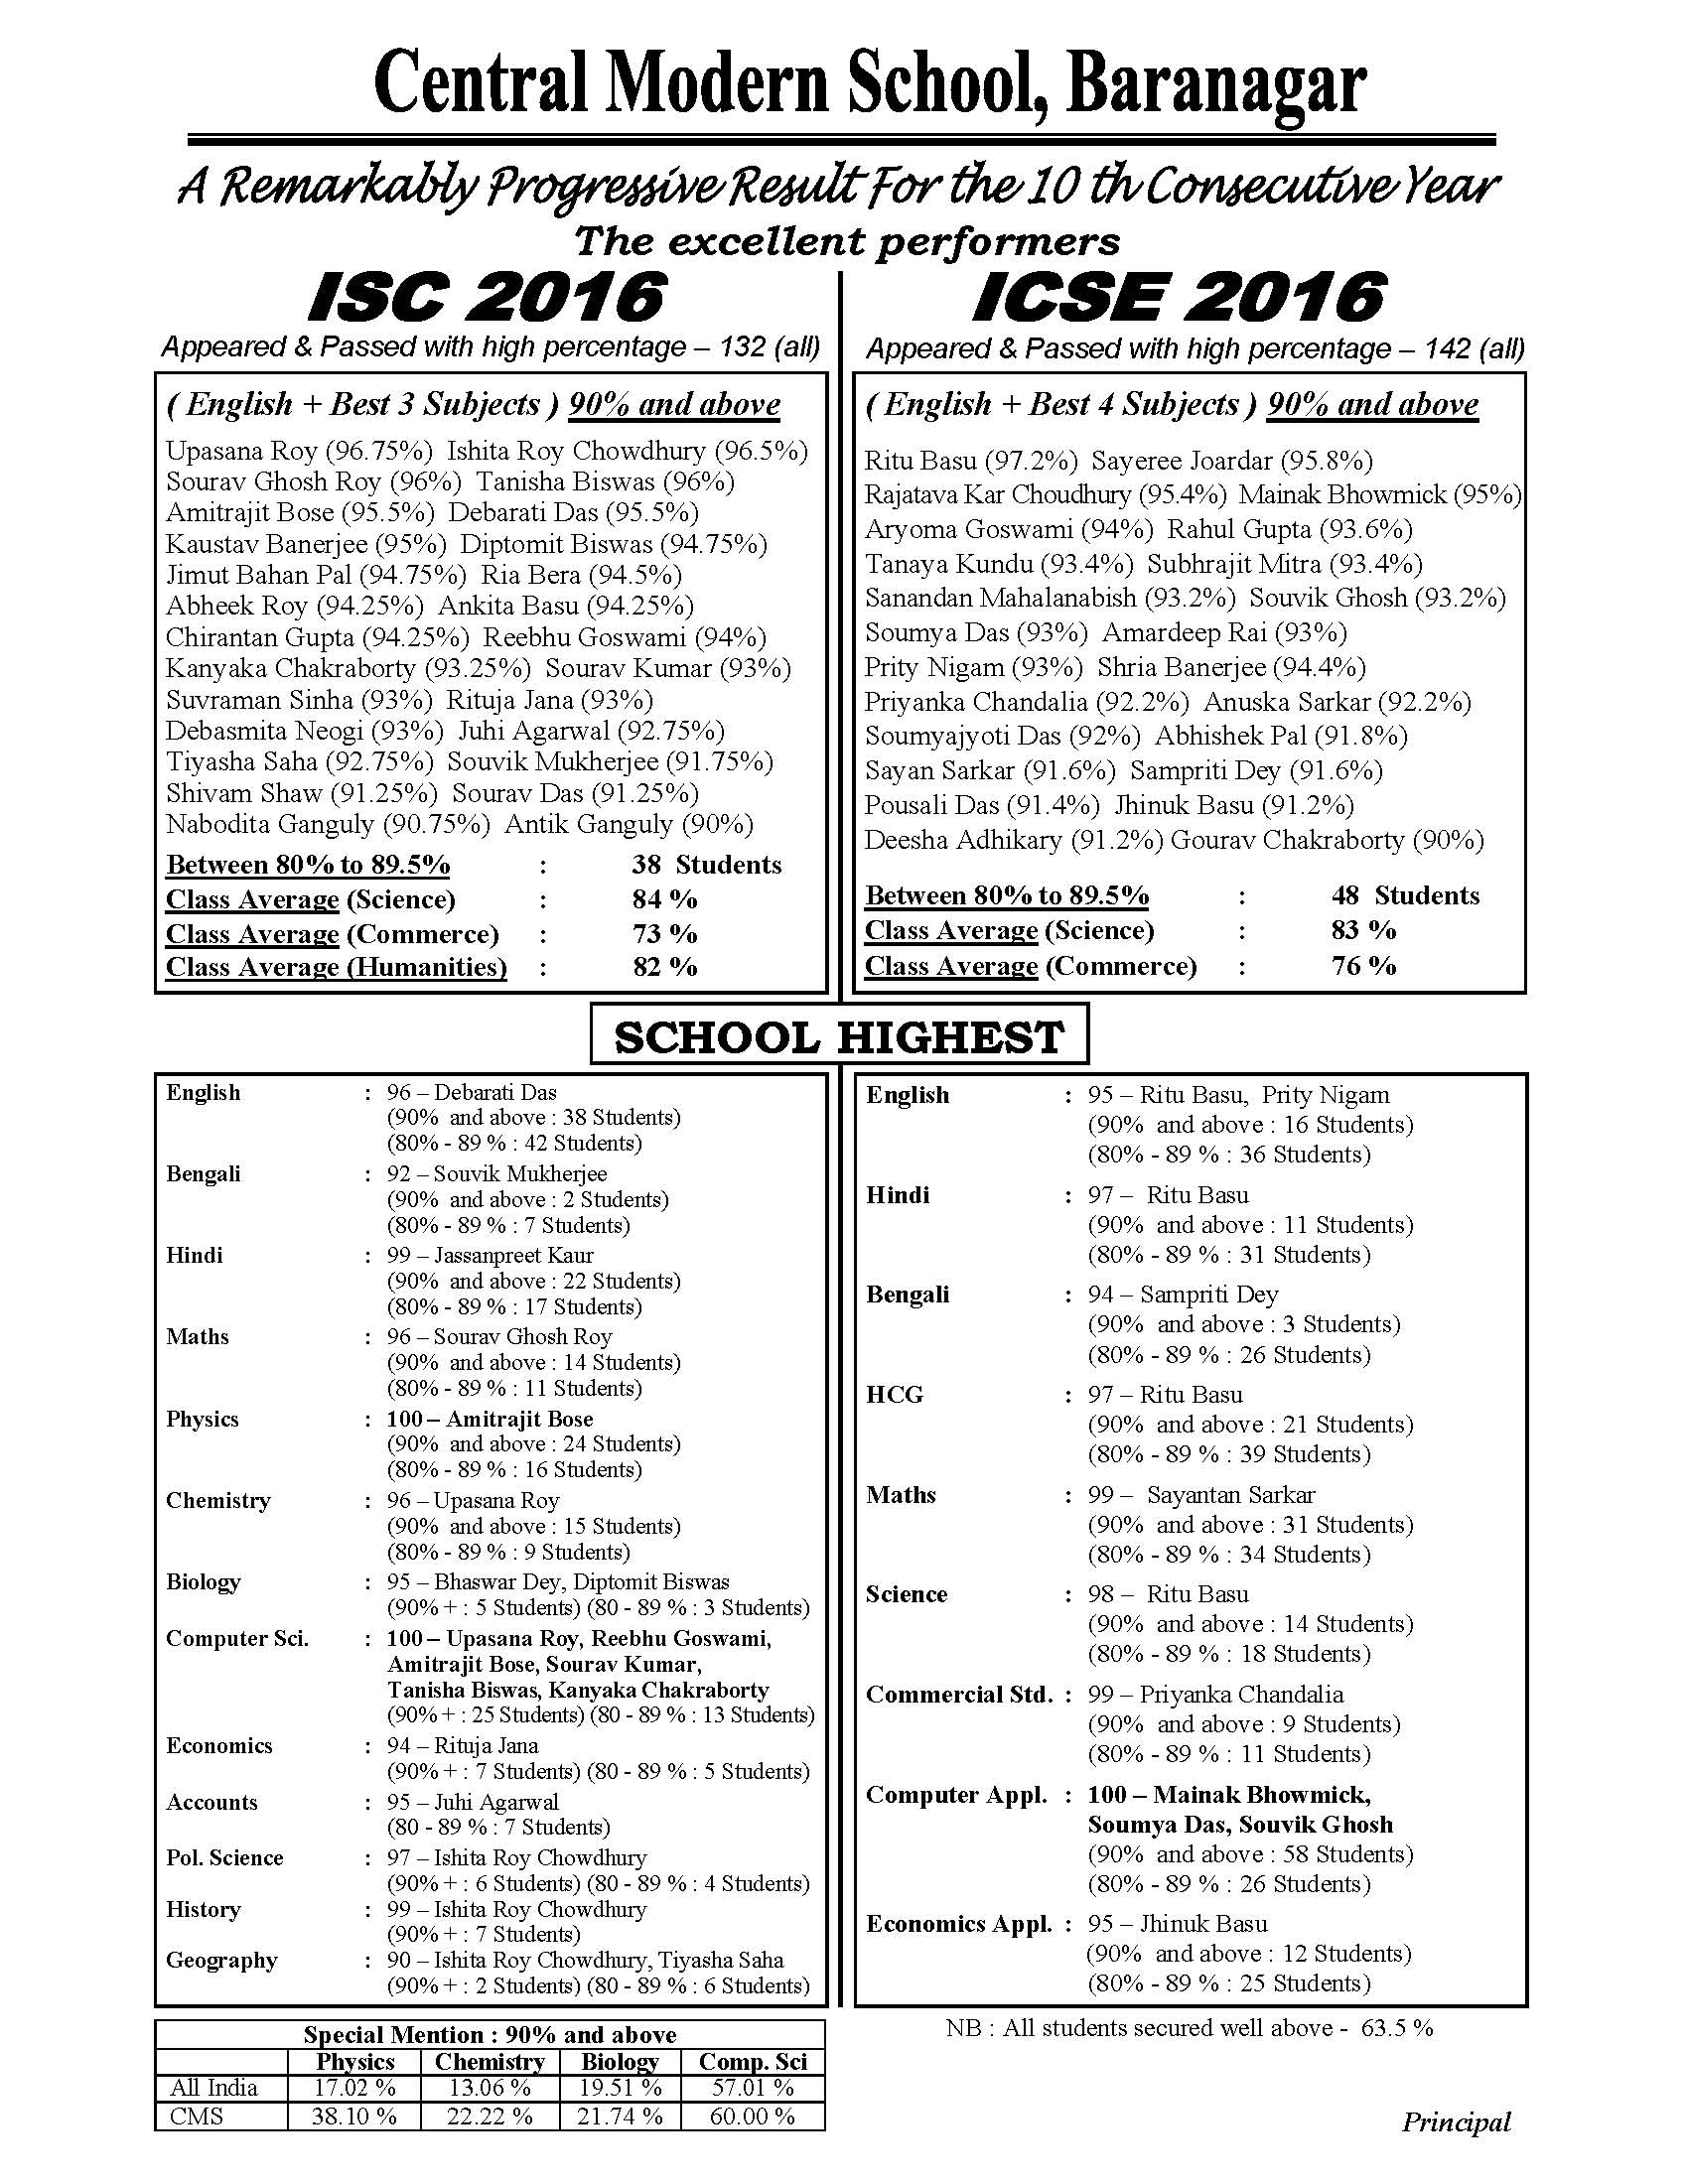 Central Modern School, Baranagar
A Remarkably Progressive Result For the 10 th Consecutive Year
The excellent performers
ISC 2016
Appeared & Passed with high percentage – 132 (all)
( English + Best 3 Subjects ) 90% and above
Upasana Roy (96.75%) Ishita Roy Chowdhury (96.5%)
Sourav Ghosh Roy (96%) Tanisha Biswas (96%)
Amitrajit Bose (95.5%) Debarati Das (95.5%)
Kaustav Banerjee (95%) Diptomit Biswas (94.75%)
Jimut Bahan Pal (94.75%) Ria Bera (94.5%)
Abheek Roy (94.25%) Ankita Basu (94.25%)
Chirantan Gupta (94.25%) Reebhu Goswami (94%)
Kanyaka Chakraborty (93.25%) Sourav Kumar (93%)
Suvraman Sinha (93%) Rituja Jana (93%)
Debasmita Neogi (93%) Juhi Agarwal (92.75%)
Tiyasha Saha (92.75%) Souvik Mukherjee (91.75%)
Shivam Shaw (91.25%) Sourav Das (91.25%)
Nabodita Ganguly (90.75%) Antik Ganguly (90%)
Between 80% to 89.5% : 38 Students
Class Average (Science) : 84 %
Class Average (Commerce) : 73 %
Class Average (Humanities) : 82 %
ICSE 2016
Appeared & Passed with high percentage – 142 (all)
( English + Best 4 Subjects ) 90% and above
Ritu Basu (97.2%) Sayeree Joardar (95.8%)
Rajatava Kar Choudhury (95.4%) Mainak Bhowmick (95%)
Aryoma Goswami (94%) Rahul Gupta (93.6%)
Tanaya Kundu (93.4%) Subhrajit Mitra (93.4%)
Sanandan Mahalanabish (93.2%) Souvik Ghosh (93.2%)
Soumya Das (93%) Amardeep Rai (93%)
Prity Nigam (93%) Shria Banerjee (94.4%)
Priyanka Chandalia (92.2%) Anuska Sarkar (92.2%)
Soumyajyoti Das (92%) Abhishek Pal (91.8%)
Sayan Sarkar (91.6%) Sampriti Dey (91.6%)
Pousali Das (91.4%) Jhinuk Basu (91.2%)
Deesha Adhikary (91.2%) Gourav Chakraborty (90%)
Between 80% to 89.5% : 48 Students
Class Average (Science) : 83 %
Class Average (Commerce) : 76 %
SCHOOL HIGHEST
English : 96 – Debarati Das
(90% and above : 38 Students)
(80% - 89 % : 42 Students)
Bengali : 92 – Souvik Mukherjee
(90% and above : 2 Students)
(80% - 89 % : 7 Students)
Hindi : 99 – Jassanpreet Kaur
(90% and above : 22 Students)
(80% - 89 % : 17 Students)
Maths : 96 – Sourav Ghosh Roy
(90% and above : 14 Students)
(80% - 89 % : 11 Students)
Physics : 100 – Amitrajit Bose
(90% and above : 24 Students)
(80% - 89 % : 16 Students)
Chemistry : 96 – Upasana Roy
(90% and above : 15 Students)
(80% - 89 % : 9 Students)
Biology : 95 – Bhaswar Dey, Diptomit Biswas
(90% + : 5 Students) (80 - 89 % : 3 Students)
Computer Sci. : 100 – Upasana Roy, Reebhu Goswami,
Amitrajit Bose, Sourav Kumar,
Tanisha Biswas, Kanyaka Chakraborty
(90% + : 25 Students) (80 - 89 % : 13 Students)
Economics : 94 – Rituja Jana
(90% + : 7 Students) (80 - 89 % : 5 Students)
Accounts : 95 – Juhi Agarwal
(80 - 89 % : 7 Students)
Pol. Science : 97 – Ishita Roy Chowdhury
(90% + : 6 Students) (80 - 89 % : 4 Students)
History : 99 – Ishita Roy Chowdhury
(90% + : 7 Students)
Geography : 90 – Ishita Roy Chowdhury, Tiyasha Saha
(90% + : 2 Students) (80 - 89 % : 6 Students)
English : 95 – Ritu Basu, Prity Nigam
(90% and above : 16 Students)
(80% - 89 % : 36 Students)
Hindi : 97 – Ritu Basu
(90% and above : 11 Students)
(80% - 89 % : 31 Students)
Bengali : 94 – Sampriti Dey
(90% and above : 3 Students)
(80% - 89 % : 26 Students)
HCG : 97 – Ritu Basu
(90% and above : 21 Students)
(80% - 89 % : 39 Students)
Maths : 99 – Sayantan Sarkar
(90% and above : 31 Students)
(80% - 89 % : 34 Students)
Science : 98 – Ritu Basu
(90% and above : 14 Students)
(80% - 89 % : 18 Students)
Commercial Std. : 99 – Priyanka Chandalia
(90% and above : 9 Students)
(80% - 89 % : 11 Students)
Computer Appl. : 100 – Mainak Bhowmick,
Soumya Das, Souvik Ghosh
(90% and above : 58 Students)
(80% - 89 % : 26 Students)
Economics Appl. : 95 – Jhinuk Basu
(90% and above : 12 Students)
(80% - 89 % : 25 Students)
Special Mention : 90% and above
Physics Chemistry Biology Comp. Sci
All India 17.02 % 13.06 % 19.51 % 57.01 %
CMS 38.10 % 22.22 % 21.74 % 60.00 %
NB : All students secured well above - 63.5 %
Principal